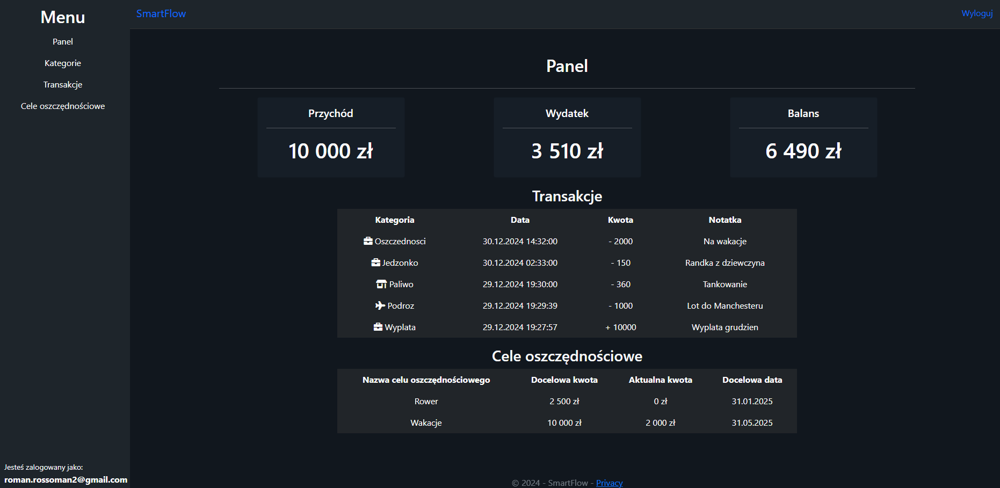 Menu
Panel
Kategorie
Transakcje
Cele oszczędnościowe
Jesteś zalogowany jako:
roman.rossoman2@gmail.com
SmartFlow
Wyloguj
Panel
Przychód
10 000 zł
Wydatek
3 510 zł
Balans
6 490 zł
Transakcje
Kategoria Data Kwota Notatka
Oszczednosci 30.12.2024 14:32:00 - 2000 Na wakacje
Jedzonko 30.12.2024 02:33:00 - 150 Randka z dziewczyna
Paliwo 29.12.2024 19:30:00 - 360 Tankowanie
Podroz 29.12.2024 19:29:39 - 1000 Lot do Manchesteru
Wyplata 29.12.2024 19:27:57 + 10000 Wyplata grudzien
Cele oszczędnościowe
Nazwa celu oszczędnościowego Docelowa kwota Aktualna kwota Docelowa data
Rower 2 500 zł 0 zł 31.01.2025
Wakacje 10 000 zł 2 000 zł 31.05.2025
© 2024 - SmartFlow - Privacy